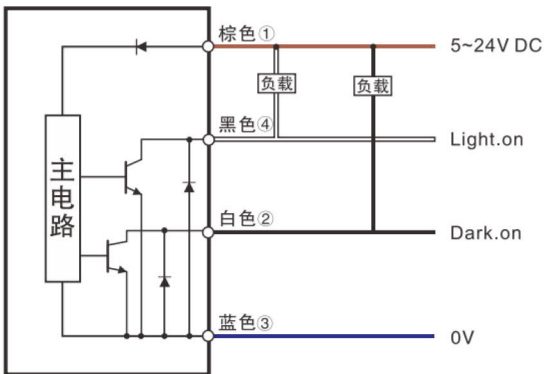 棕色① 5~24V DC
负载 负载
黑色④ Light.on
主电路
白色② Dark.on
蓝色③ 0V